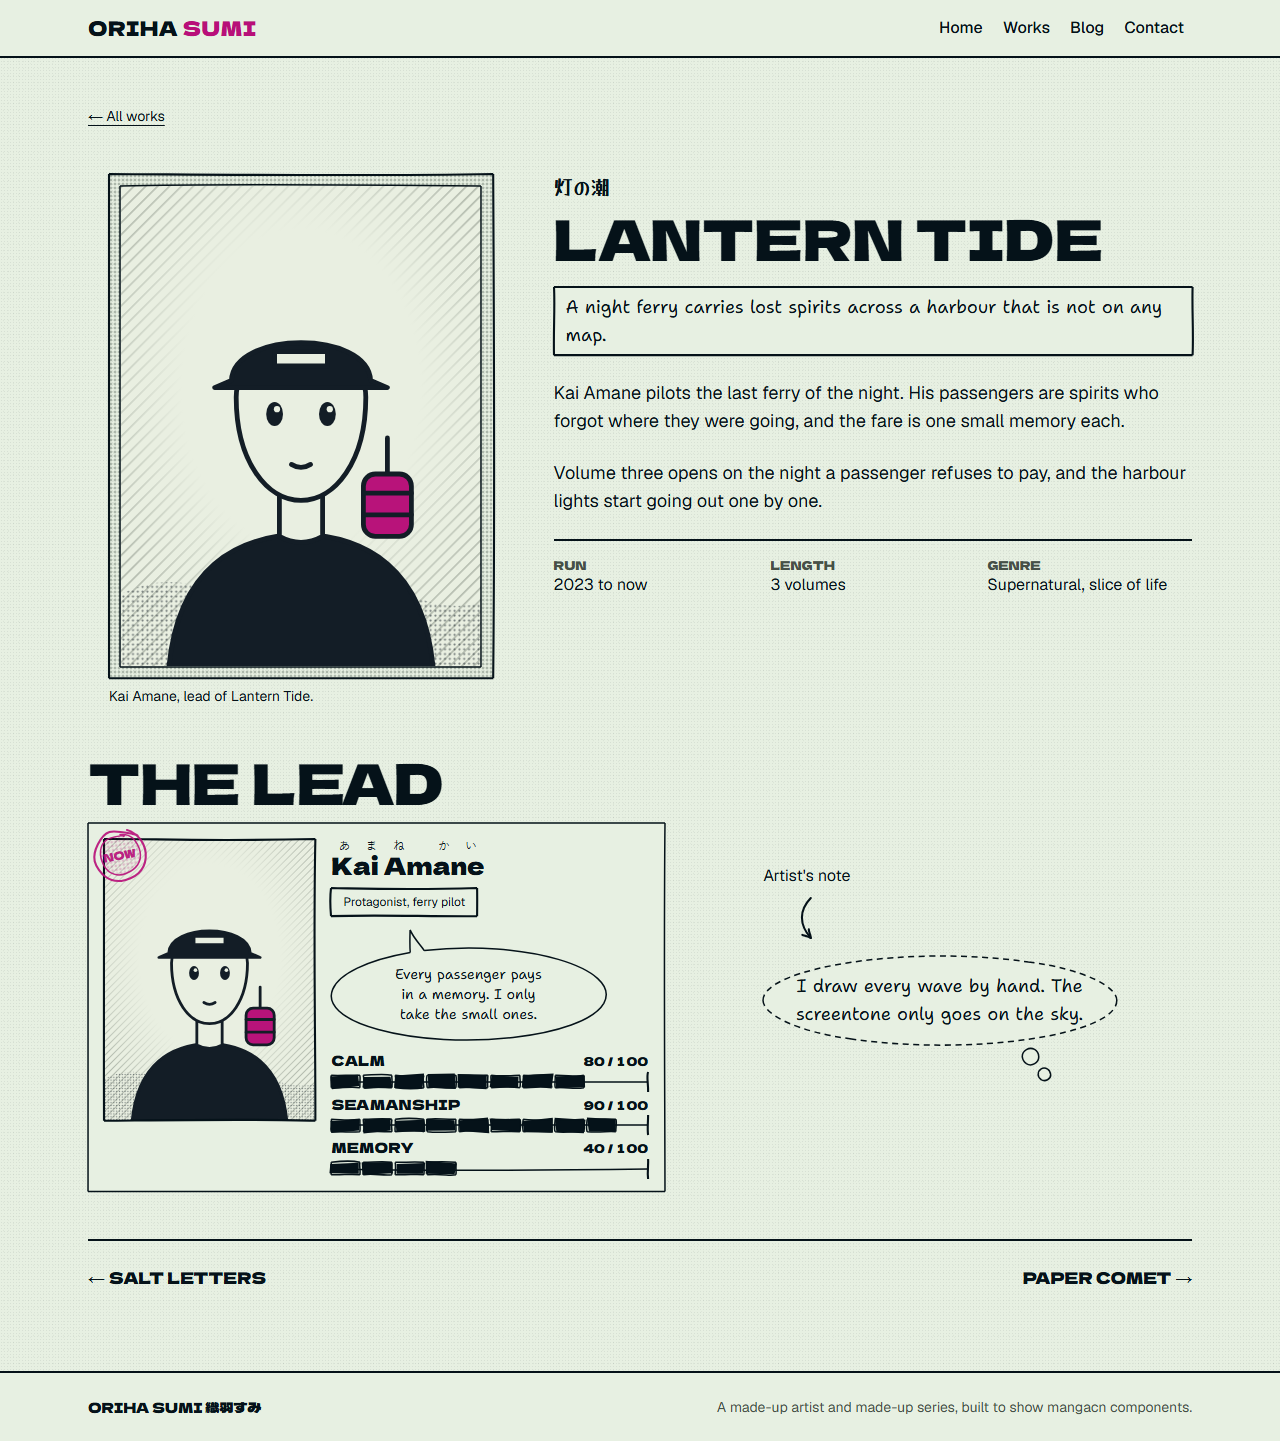 ORIHA SUMI
Home Works Blog Contact
← All works
灯の潮
LANTERN TIDE
A night ferry carries lost spirits across a harbour that is not on any
map.
Kai Amane pilots the last ferry of the night. His passengers are spirits who
forgot where they were going, and the fare is one small memory each.
Volume three opens on the night a passenger refuses to pay, and the harbour
lights start going out one by one.
RUN
2023 to now
LENGTH
3 volumes
GENRE
Supernatural, slice of life
Kai Amane, lead of Lantern Tide.
THE LEAD
NOW
あまね かい
Kai Amane
Protagonist, ferry pilot
Every passenger pays
in a memory. I only
take the small ones.
CALM 80 / 100
SEAMANSHIP 90 / 100
MEMORY 40 / 100
Artist's note
I draw every wave by hand. The
screentone only goes on the sky.
← SALT LETTERS
PAPER COMET →
ORIHA SUMI 織羽すみ
A made-up artist and made-up series, built to show mangacn components.